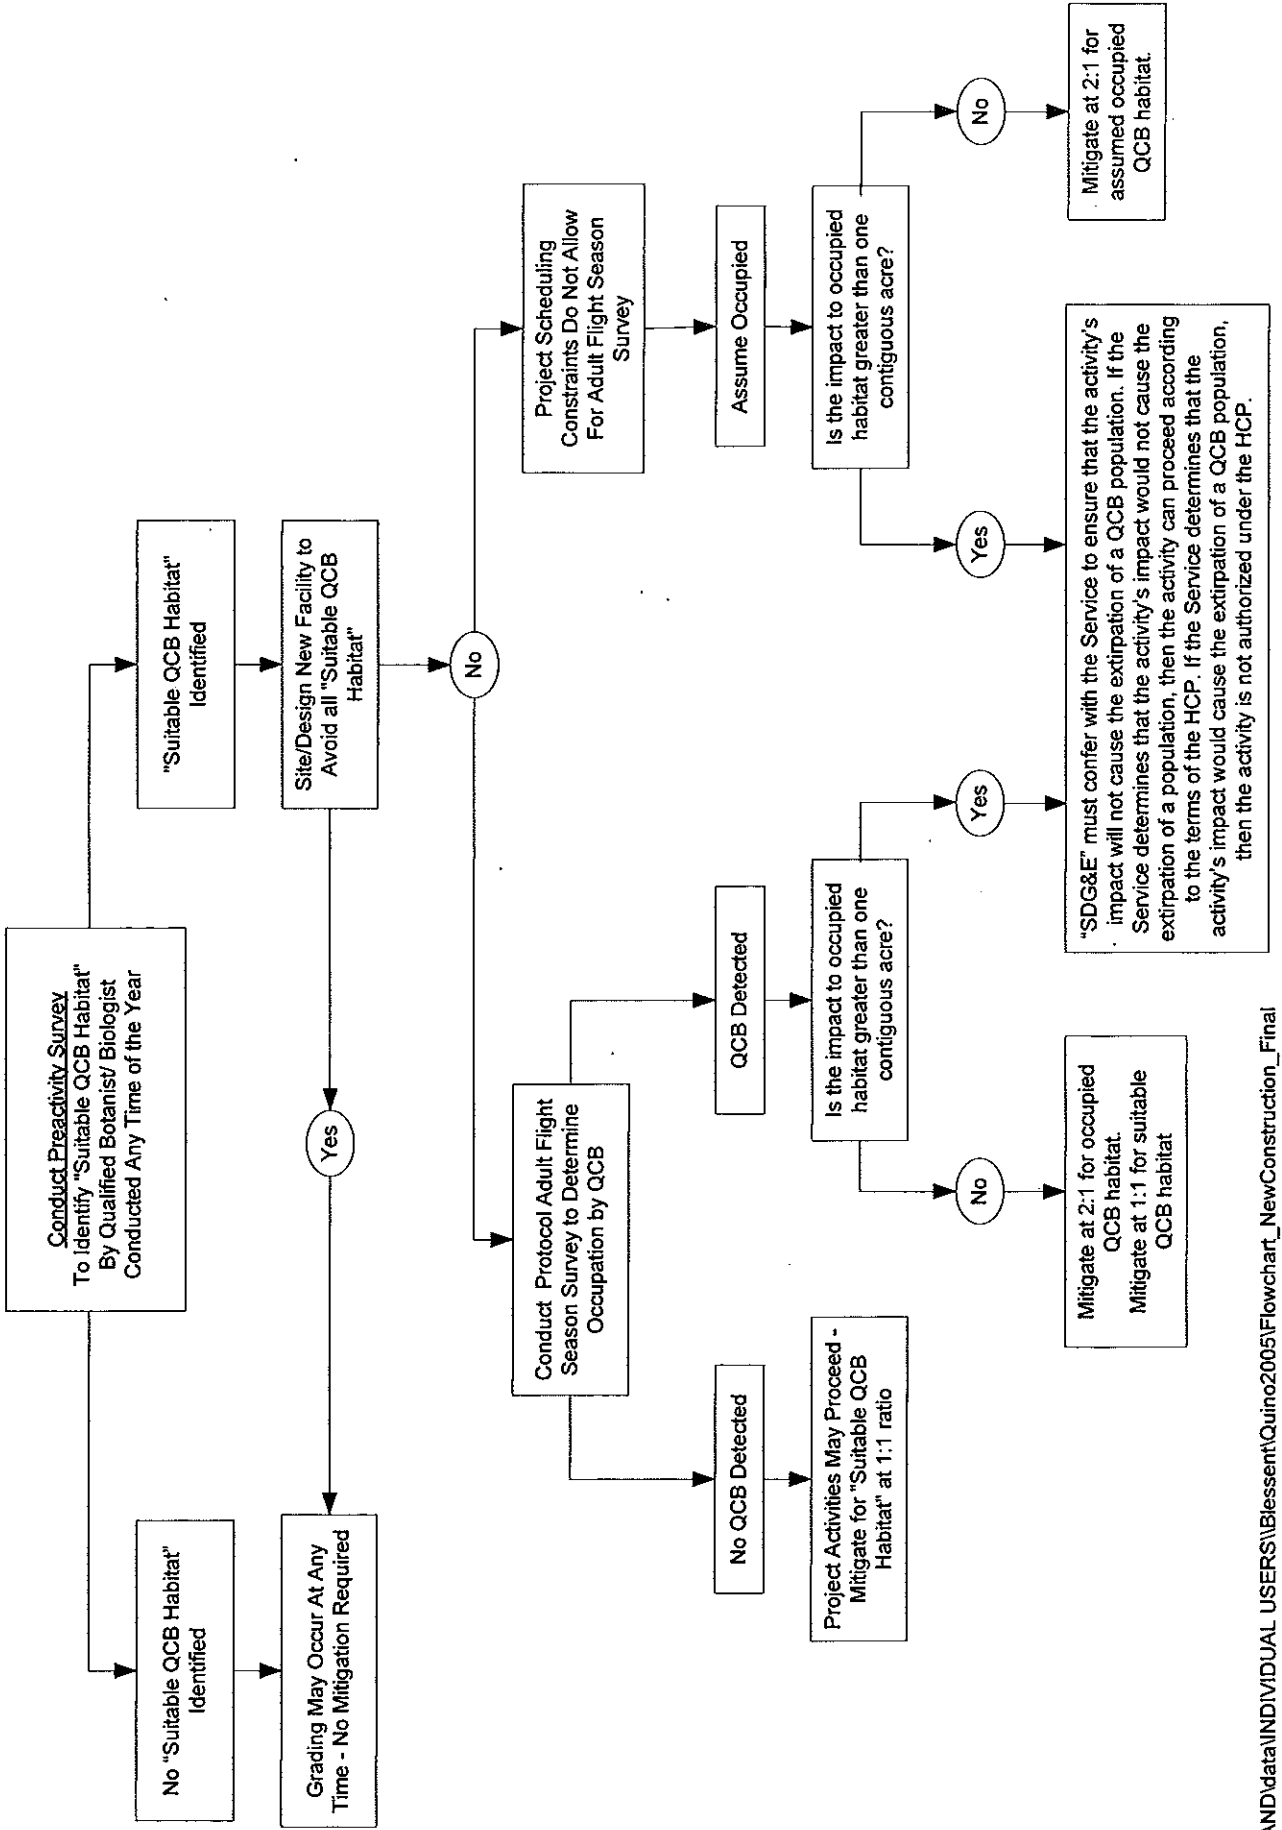 Conduct Preactivity Survey
To Identify "Suitable QCB Habitat"
By Qualified Botanist/ Biologist
Conducted Any Time of the Year
No "Suitable QCB Habitat"
Identified
"Suitable QCB Habitat"
Identified
Grading May Occur At Any
Time - No Mitigation Required
Yes
Site/Design New Facility to
Avoid all "Suitable QCB
Habitat"
No
Conduct Protocol Adult Flight
Season Survey to Determine
Occupation by QCB
Project Scheduling
Constraints Do Not Allow
For Adult Flight Season
Survey
No QCB Detected
QCB Detected
Assume Occupied
Project Activities May Proceed -
Mitigate for "Suitable QCB
Habitat" at 1:1 ratio
Is the impact to occupied
habitat greater than one
contiguous acre?
Is the impact to occupied
habitat greater than one
contiguous acre?
No
Yes
Yes
No
Mitigate at 2:1 for occupied
QCB habitat.
Mitigate at 1:1 for suitable
QCB habitat
"SDG&E" must confer with the Service to ensure that the activity's
impact will not cause the extirpation of a QCB population. If the
Service determines that the activity's impact would not cause the
extirpation of a population, then the activity can proceed according
to the terms of the HCP. If the Service determines that the
activity's impact would cause the extirpation of a QCB population,
then the activity is not authorized under the HCP.
Mitigate at 2:1 for
assumed occupied
QCB habitat.
AND\data\INDIVIDUAL USERS\\Blessent\Quino2005\Flowchart_NewConstruction_Final